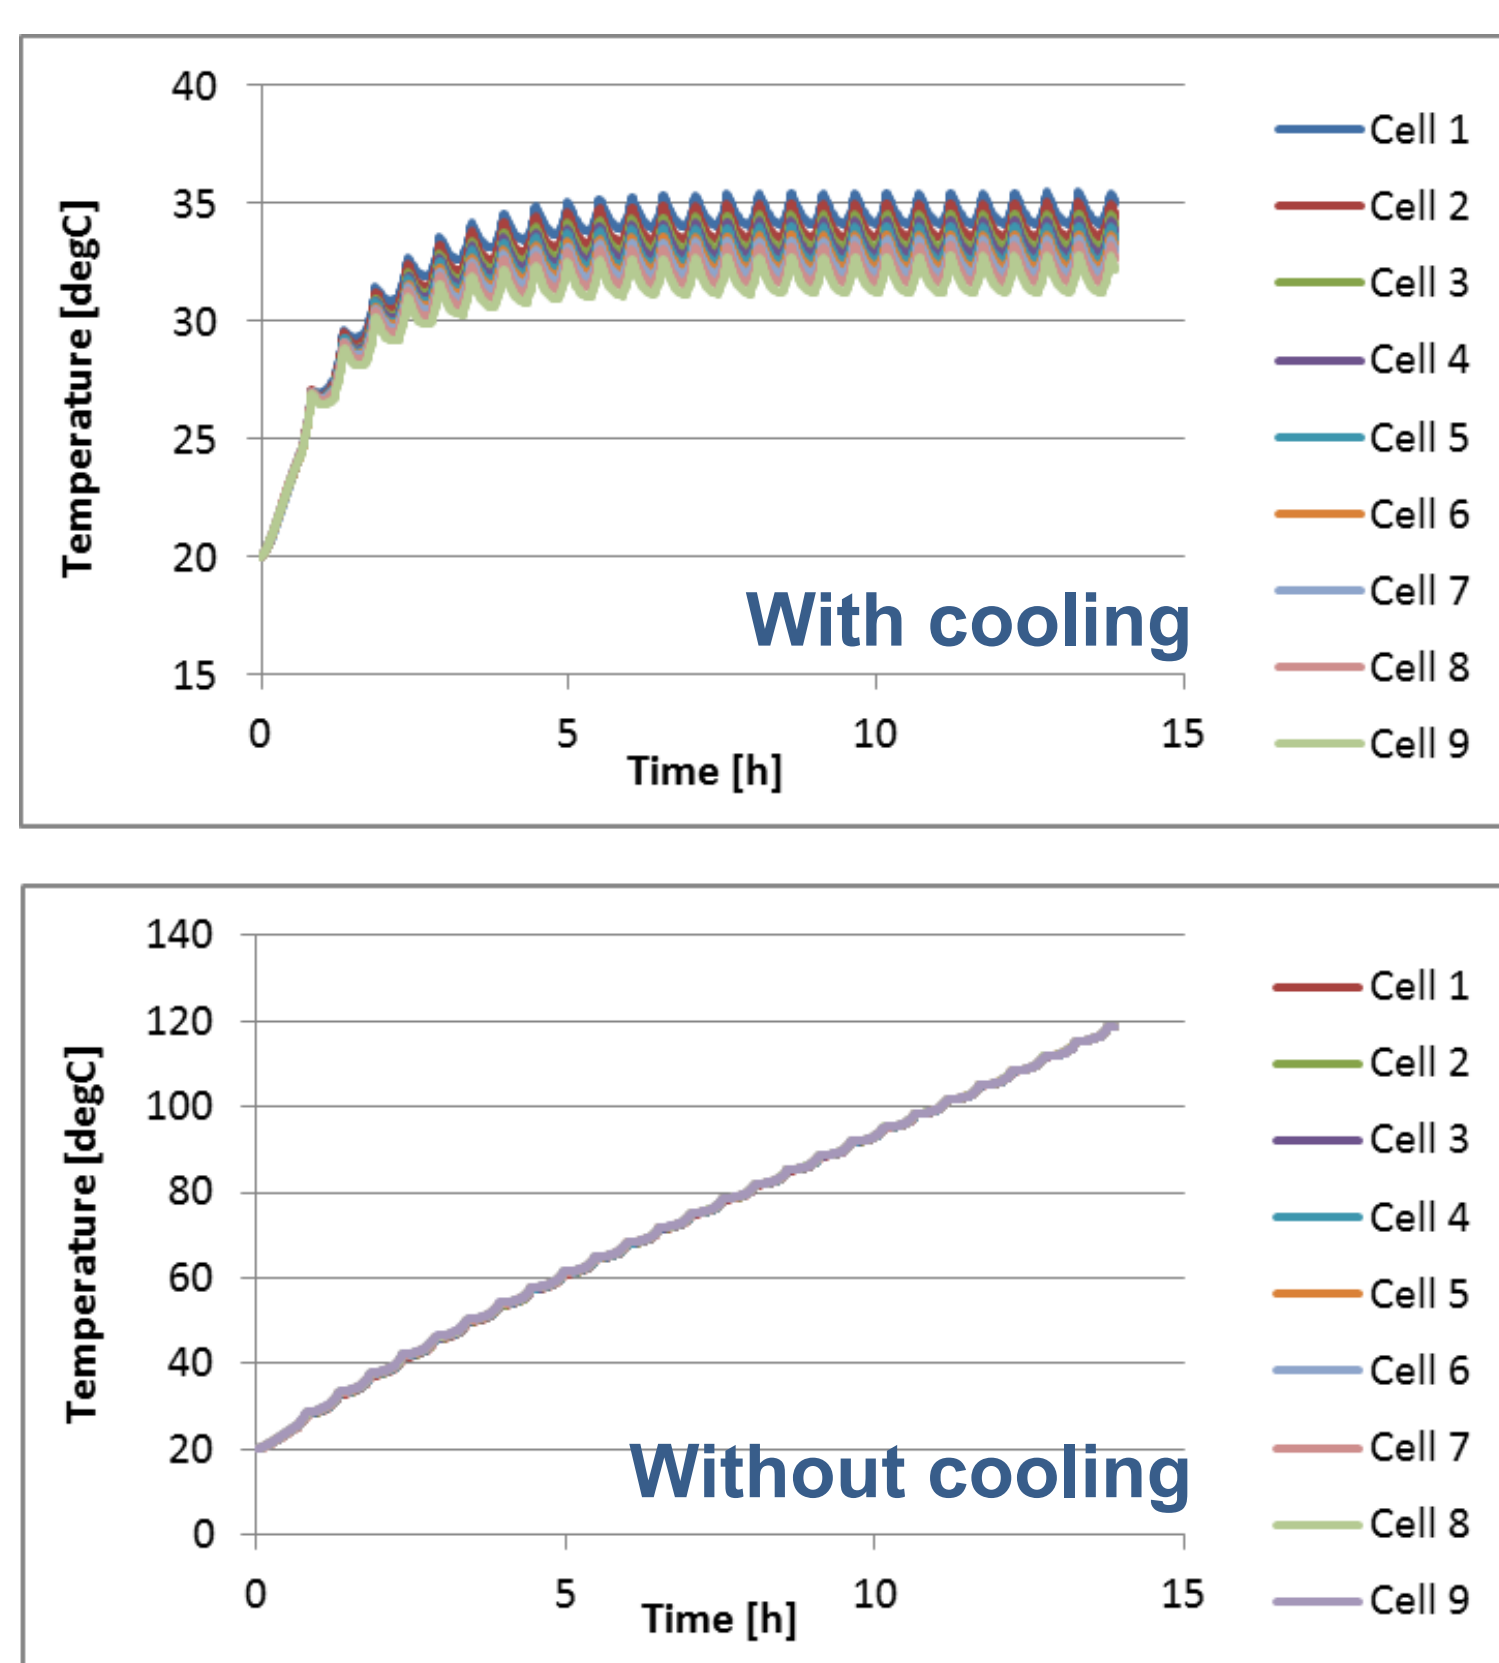 40
35
30
25
20
15
Temperature [degC]
0
5
10
15
Time [h]
With cooling
Cell 1
Cell 2
Cell 3
Cell 4
Cell 5
Cell 6
Cell 7
Cell 8
Cell 9
140
120
100
80
60
40
20
0
Temperature [degC]
0
5
10
15
Time [h]
Without cooling
Cell 1
Cell 2
Cell 3
Cell 4
Cell 5
Cell 6
Cell 7
Cell 8
Cell 9